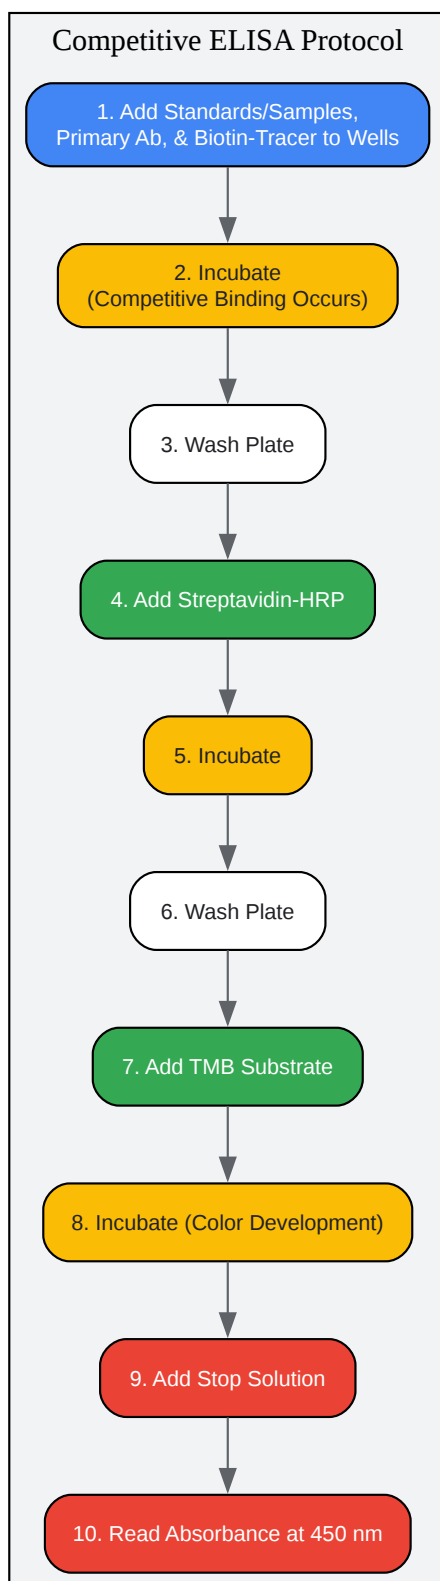 Competitive ELISA Protocol
1. Add Standards/Samples,
Primary Ab, & Biotin-Tracer to Wells
2. Incubate
(Competitive Binding Occurs)
3. Wash Plate
4. Add Streptavidin-HRP
5. Incubate
6. Wash Plate
7. Add TMB Substrate
8. Incubate (Color Development)
9. Add Stop Solution
10. Read Absorbance at 450 nm